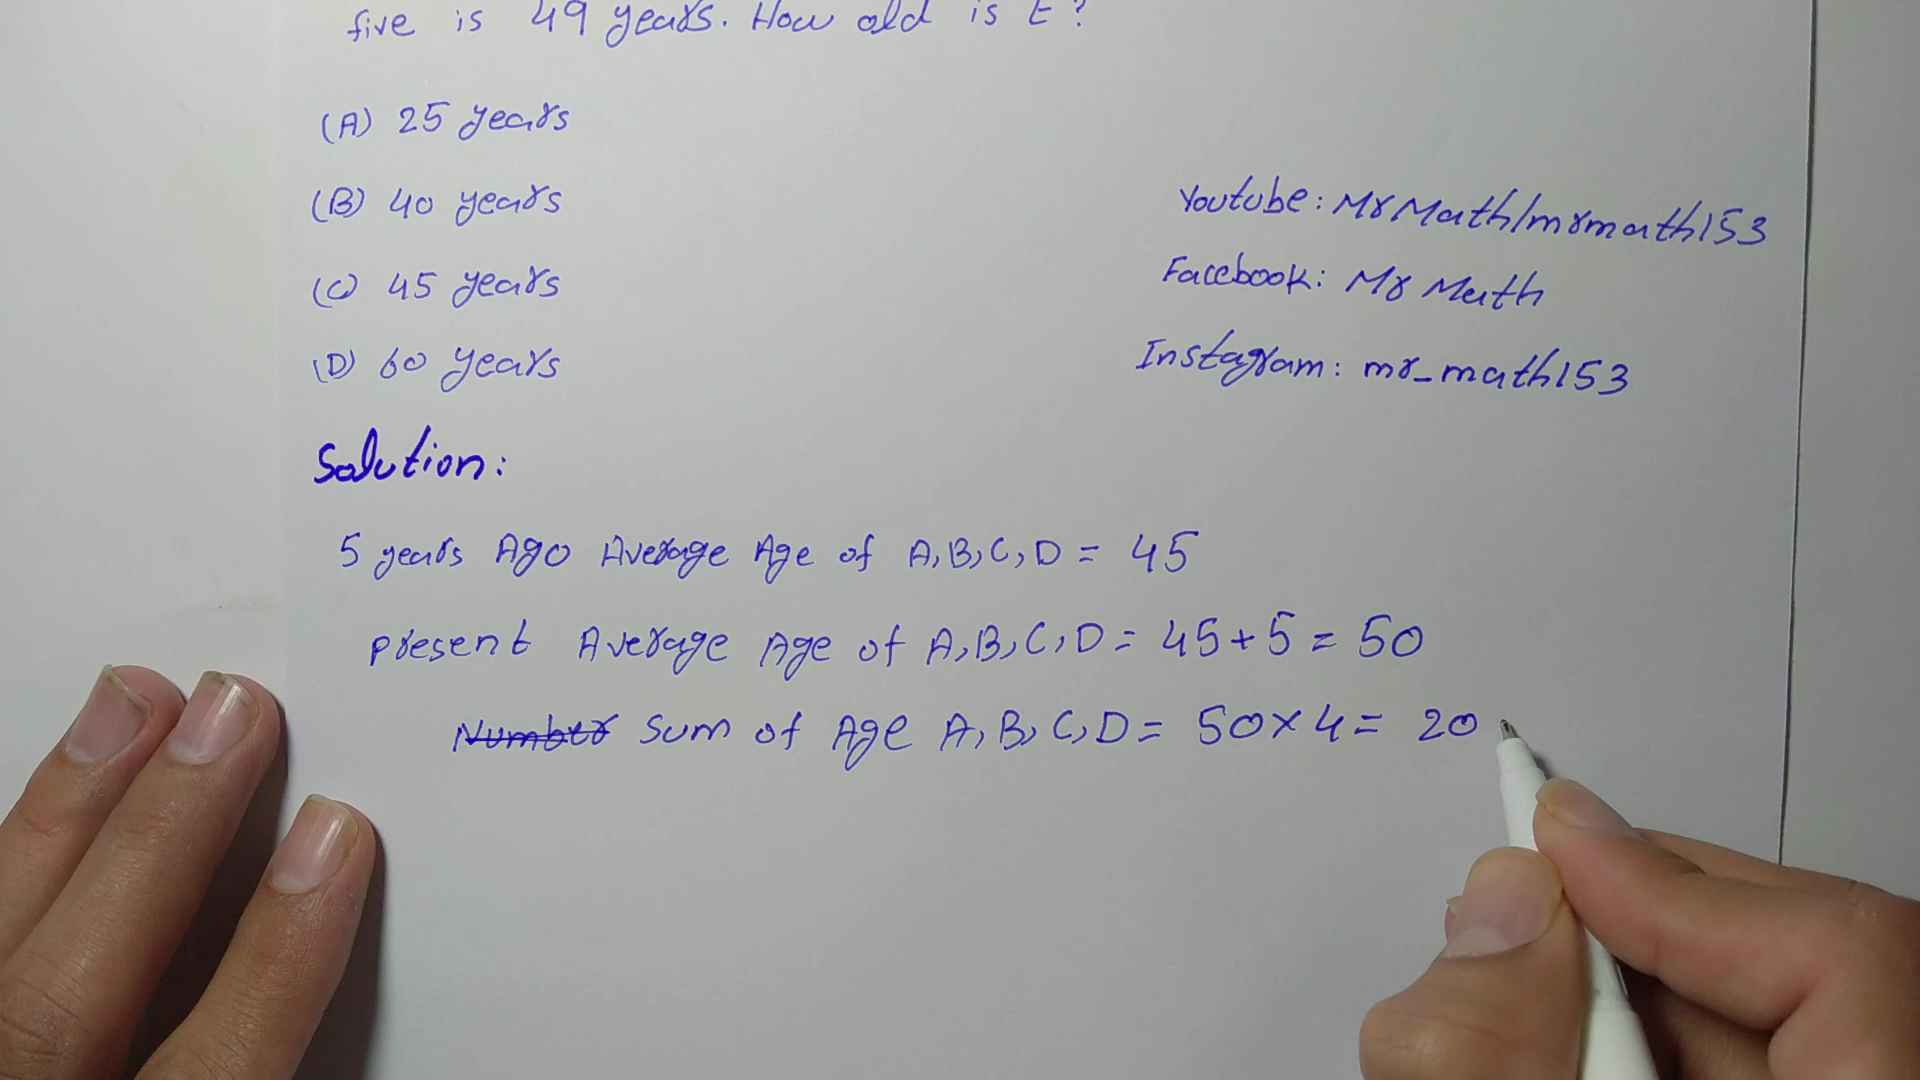 five is 49 years. How old is E?
(A) 25 years
(B) 40 years
(C) 45 years
(D) 60 years
Youtube: Mr Math/mrmath153
Facebook: Mr Math
Instagram: mr_math153
Solution:
5 years Ago Average Age of A, B, C, D = 45
Present Average Age of A, B, C, D = 45 + 5 = 50
Number Sum of Age A, B, C, D = 50 × 4 = 20